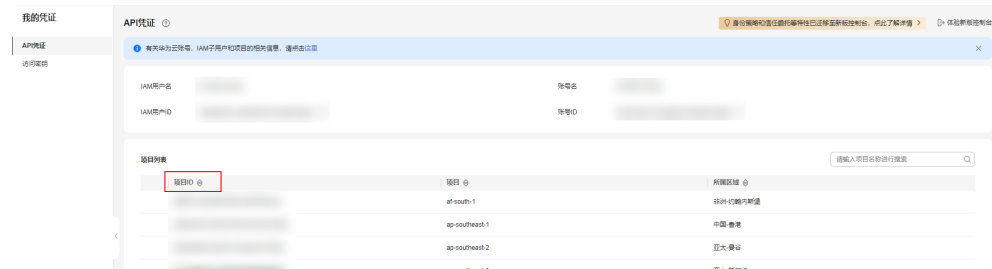 我的凭证
API凭证
访问密钥
API凭证
身份策略和信任委托等特性已迁移至新版控制台，点此了解详情 >
体验新版控制台
有关华为云账号、IAM子用户和项目的相关信息，请点击这里
IAM用户名
账号名
IAM用户ID
账号ID
项目列表
请输入项目名称进行搜索
项目ID
项目
所属区域
af-south-1
非洲-约翰内斯堡
ap-southeast-1
中国-香港
ap-southeast-2
亚太-曼谷